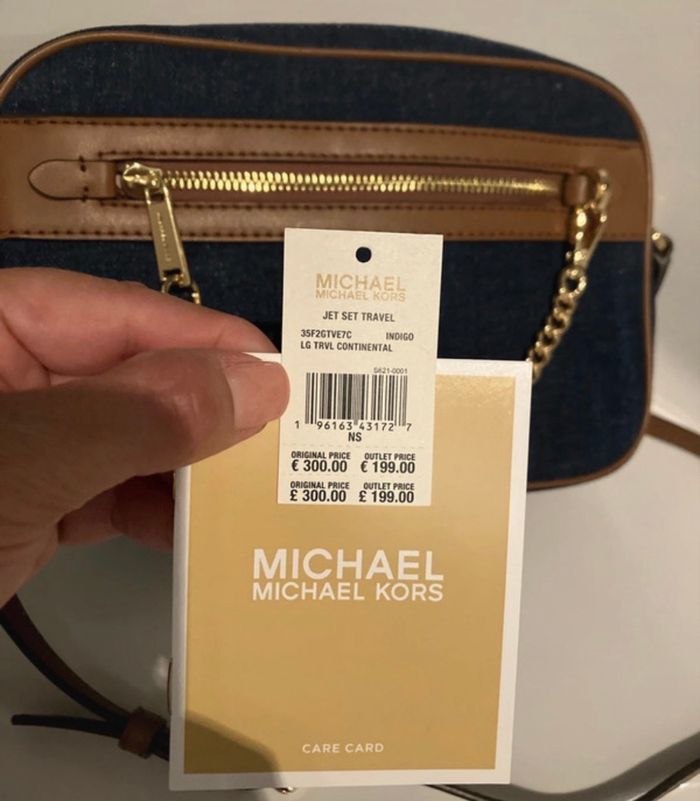 MICHAEL
MICHAEL KORS
JET SET TRAVEL
35F2GTVE7C INDIGO
LG TRVL CONTINENTAL
S621-0001
1 96163 43172 7
NS
ORIGINAL PRICE OUTLET PRICE
€ 300.00 € 199.00
ORIGINAL PRICE OUTLET PRICE
£ 300.00 £ 199.00
MICHAEL
MICHAEL KORS
CARE CARD